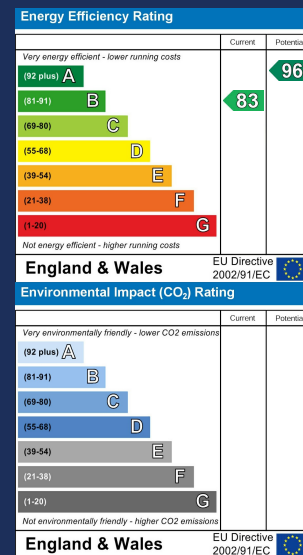 Energy Efficiency Rating
Current Potential
Very energy efficient - lower running costs
(92 plus) A
96
(81-91) B
83
(69-80) C
(55-68) D
(39-54) E
(21-38) F
(1-20) G
Not energy efficient - higher running costs
England & Wales
EU Directive
2002/91/EC
Environmental Impact (CO₂) Rating
Current Potential
Very environmentally friendly - lower CO2 emissions
(92 plus) A
(81-91) B
(69-80) C
(55-68) D
(39-54) E
(21-38) F
(1-20) G
Not environmentally friendly - higher CO2 emissions
England & Wales
EU Directive
2002/91/EC